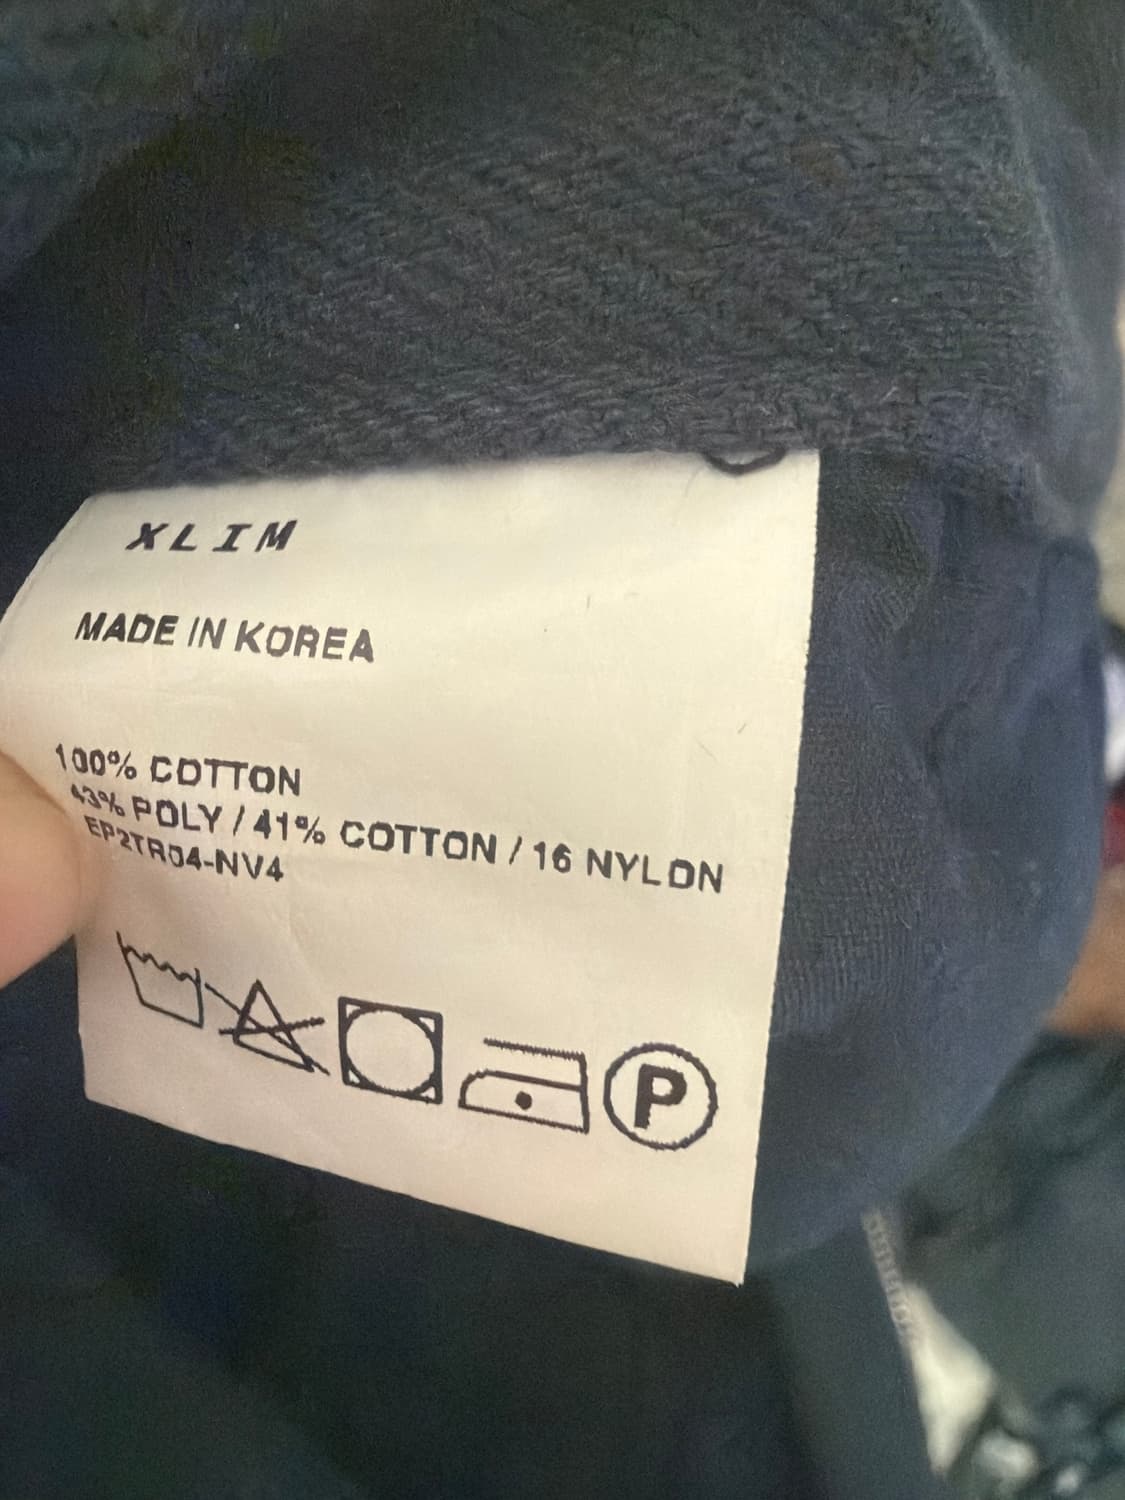 XLIM
MADE IN KOREA
100% COTTON
43% POLY / 41% COTTON / 16 NYLON
EP2TR04-NV4
P